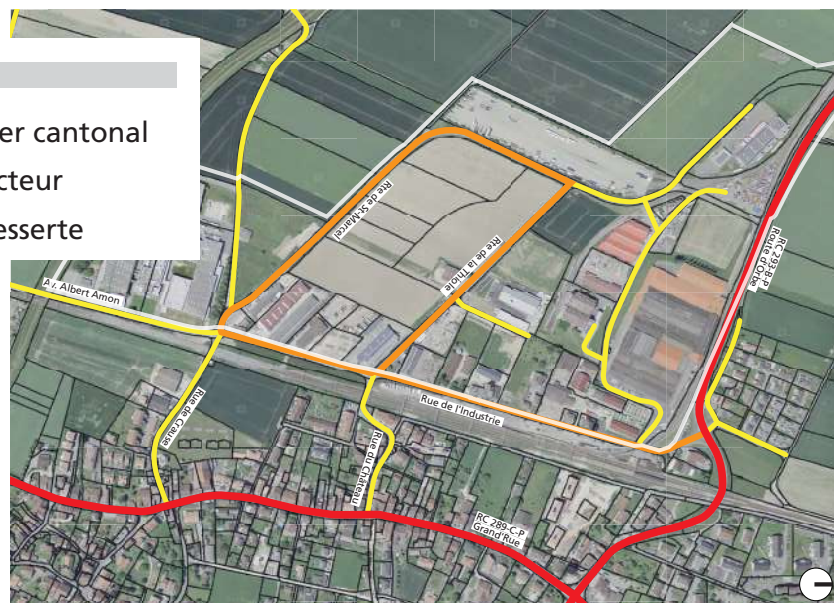 er cantonal
cteur
esserte
Rte de St-Marcel
Rte de la Thiole
Av. Albert Amon
RC 293-B-P
Route d'Orbe
Rue de l'Industrie
Rue de Crause
Rue du Château
RC 289-C-P
Grand'Rue